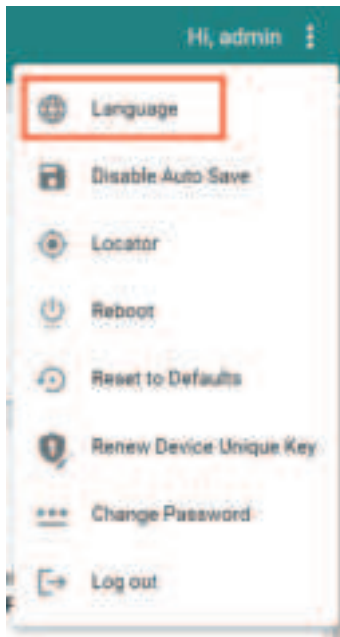 Hi, admin
Language
Disable Auto Save
Locator
Reboot
Reset to Defaults
Renew Device Unique Key
Change Password
Log out